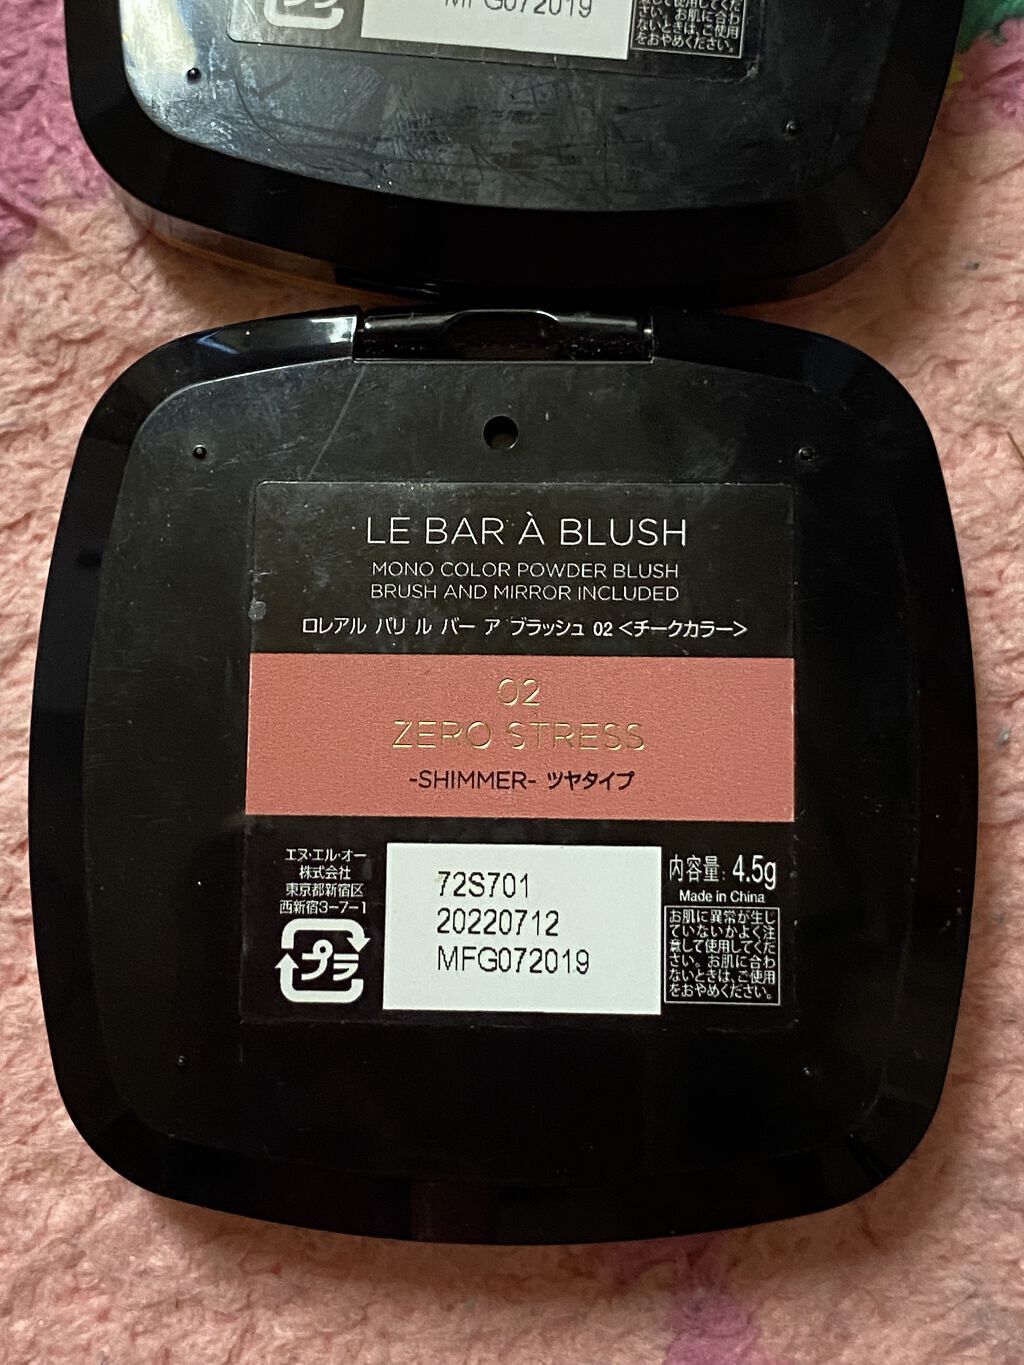 MFG072019
て使用してくだ
さい。お肌に合わ
ないときは、ご使用
をおやめください。
LE BAR À BLUSH
MONO COLOR POWDER BLUSH
BRUSH AND MIRROR INCLUDED
ロレアル パリ ル バー ア ブラッシュ 02 <チークカラー>
02
ZERO STRESS
-SHIMMER- ツヤタイプ
エヌ・エル・オー
株式会社
東京都新宿区
西新宿3-7-1
プラ
72S701
20220712
MFG072019
内容量: 4.5g
Made in China
お肌に異常が生じ
ていないかよく注
意して使用してくだ
さい。お肌に合わ
ないときは、ご使用
をおやめください。